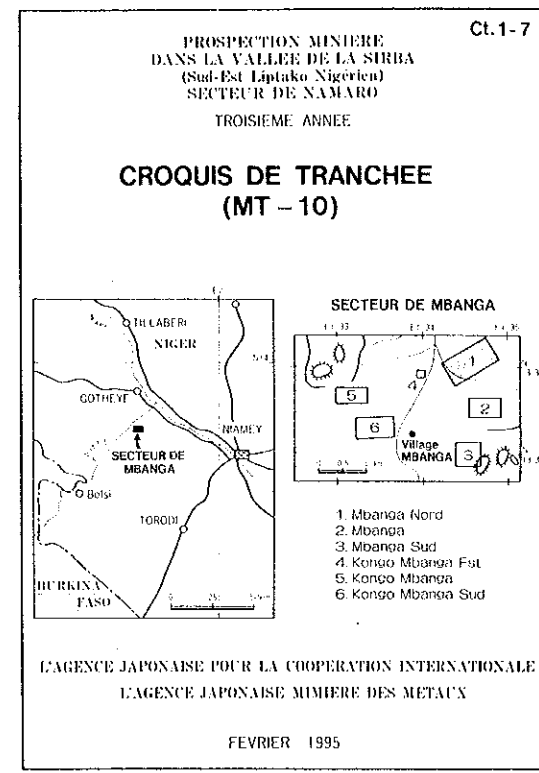 Ct.1-7
PROSPECTION MINIERE
DANS LA VALLEE DE LA SIRBA
(Sud-Est Liptako Nigérien)
SECTEUR DE NAMARO
TROISIEME ANNEE
CROQUIS DE TRANCHEE
(MT – 10)
TILLABERI
NIGER
GOTHEYE
NIAMEY
SECTEUR DE
MBANGA
Bolsi
TORODI
BURKINA
FASO
SECTEUR DE MBANGA
1
4
5
2
6
Village
MBANGA
3
1. Mbanga Nord
2. Mbanga
3. Mbanga Sud
4. Kongo Mbanga Est
5. Kongo Mbanga
6. Kongo Mbanga Sud
L'AGENCE JAPONAISE POUR LA COOPERATION INTERNATIONALE
L'AGENCE JAPONAISE MIMIERE DES METAUX
FEVRIER 1995